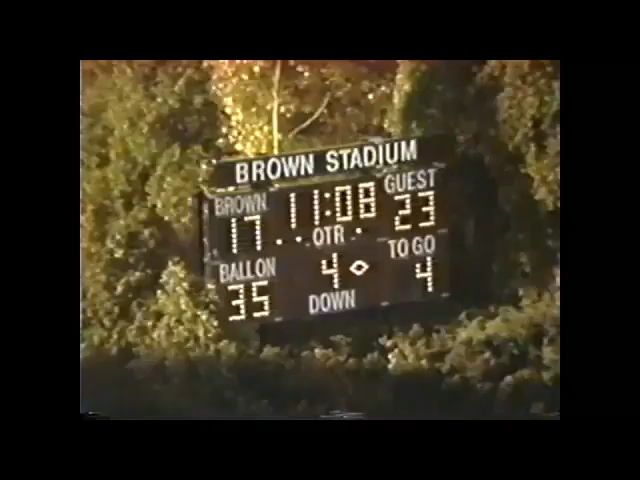 BROWN STADIUM
BROWN 11:08 GUEST
17 QTR 23
BALL ON 4 TO GO
35 DOWN 4